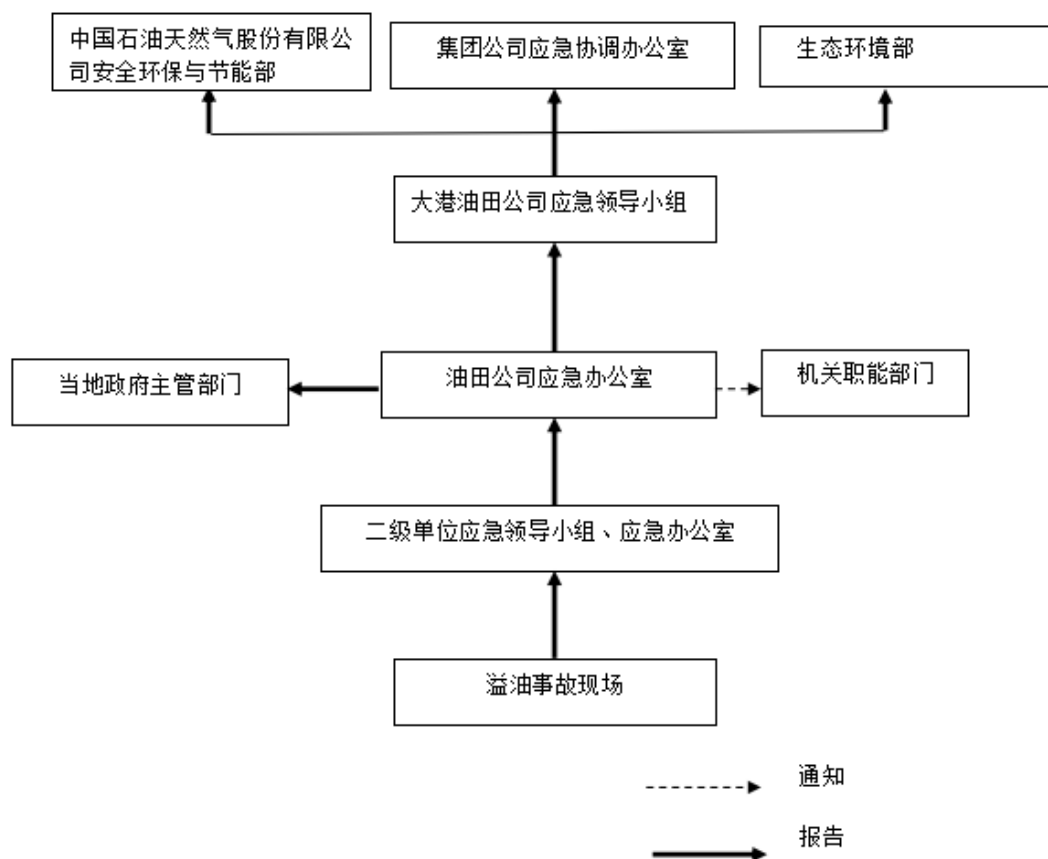 中国石油天然气股份有限公
司安全环保与节能部
集团公司应急协调办公室
生态环境部
大港油田公司应急领导小组
当地政府主管部门
油田公司应急办公室
机关职能部门
二级单位应急领导小组、应急办公室
溢油事故现场
通知
报告